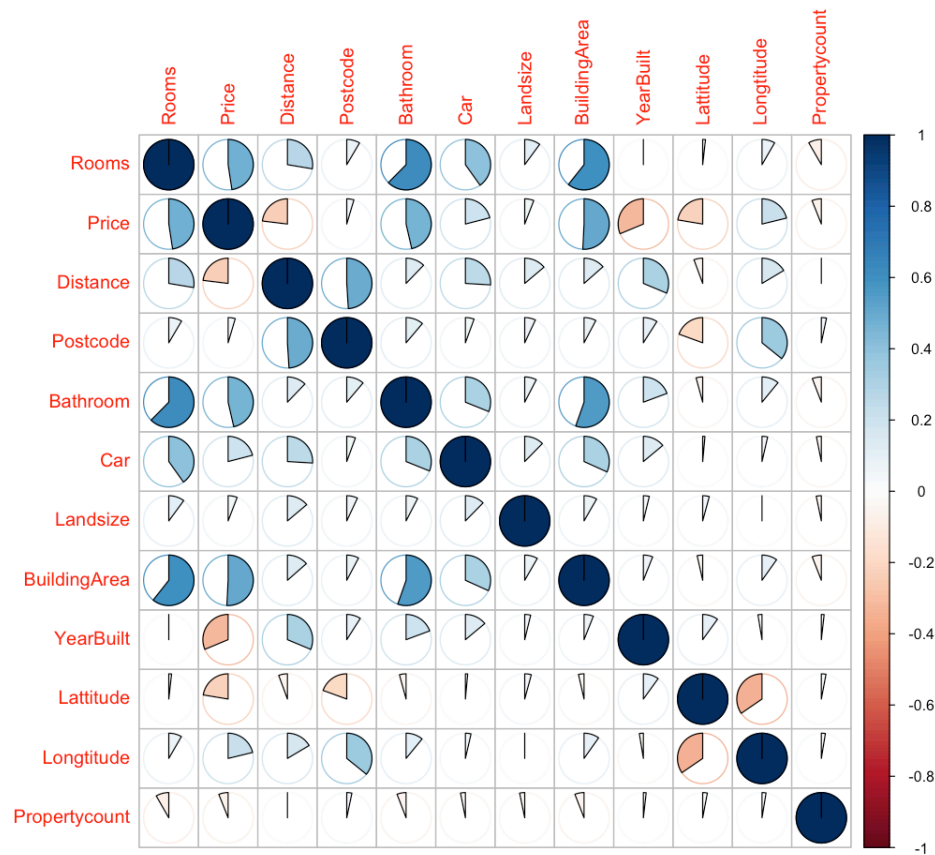 Rooms
Price
Distance
Postcode
Bathroom
Car
Landsize
BuildingArea
YearBuilt
Lattitude
Longtitude
Propertycount
Rooms
Price
Distance
Postcode
Bathroom
Car
Landsize
BuildingArea
YearBuilt
Lattitude
Longtitude
Propertycount
1
0.8
0.6
0.4
0.2
0
-0.2
-0.4
-0.6
-0.8
-1